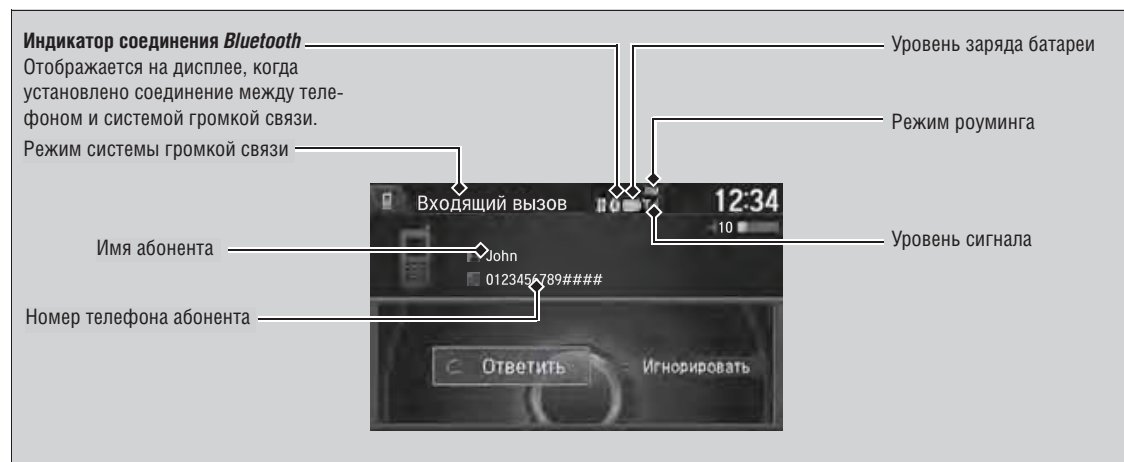 Индикатор соединения Bluetooth
Отображается на дисплее, когда
установлено соединение между теле-
фоном и системой громкой связи.
Режим системы громкой связи
Имя абонента
Номер телефона абонента
Уровень заряда батареи
Режим роуминга
Уровень сигнала
Входящий вызов
12:34
10
John
0123456789####
Ответить
Игнорировать